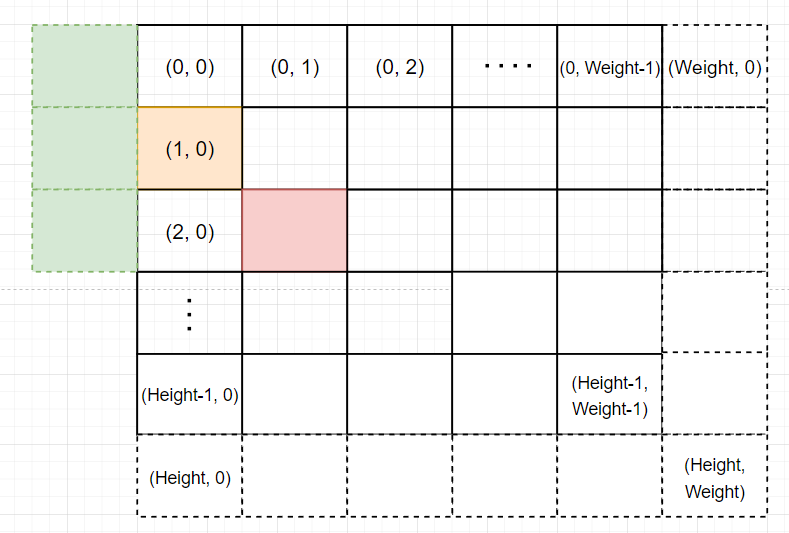 (0, 0)
(0, 1)
(0, 2)
....
(0, Weight-1)
(Weight, 0)
(1, 0)
(2, 0)
⋮
(Height-1, 0)
(Height-1,
Weight-1)
(Height, 0)
(Height,
Weight)